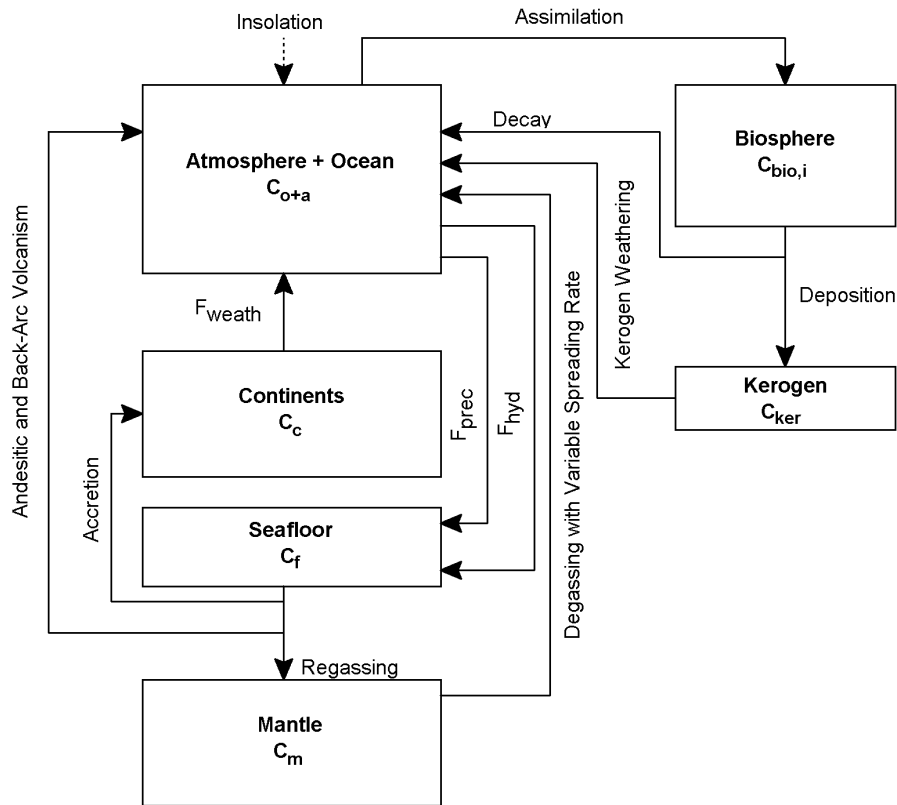 Insolation
Assimilation
Atmosphere + Ocean
C_o+a
Decay
Biosphere
C_bio,i
Kerogen Weathering
Deposition
Kerogen
C_ker
F_weath
Continents
C_c
F_prec
F_hyd
Degassing with Variable Spreading Rate
Andesitic and Back-Arc Volcanism
Accretion
Seafloor
C_f
Regassing
Mantle
C_m